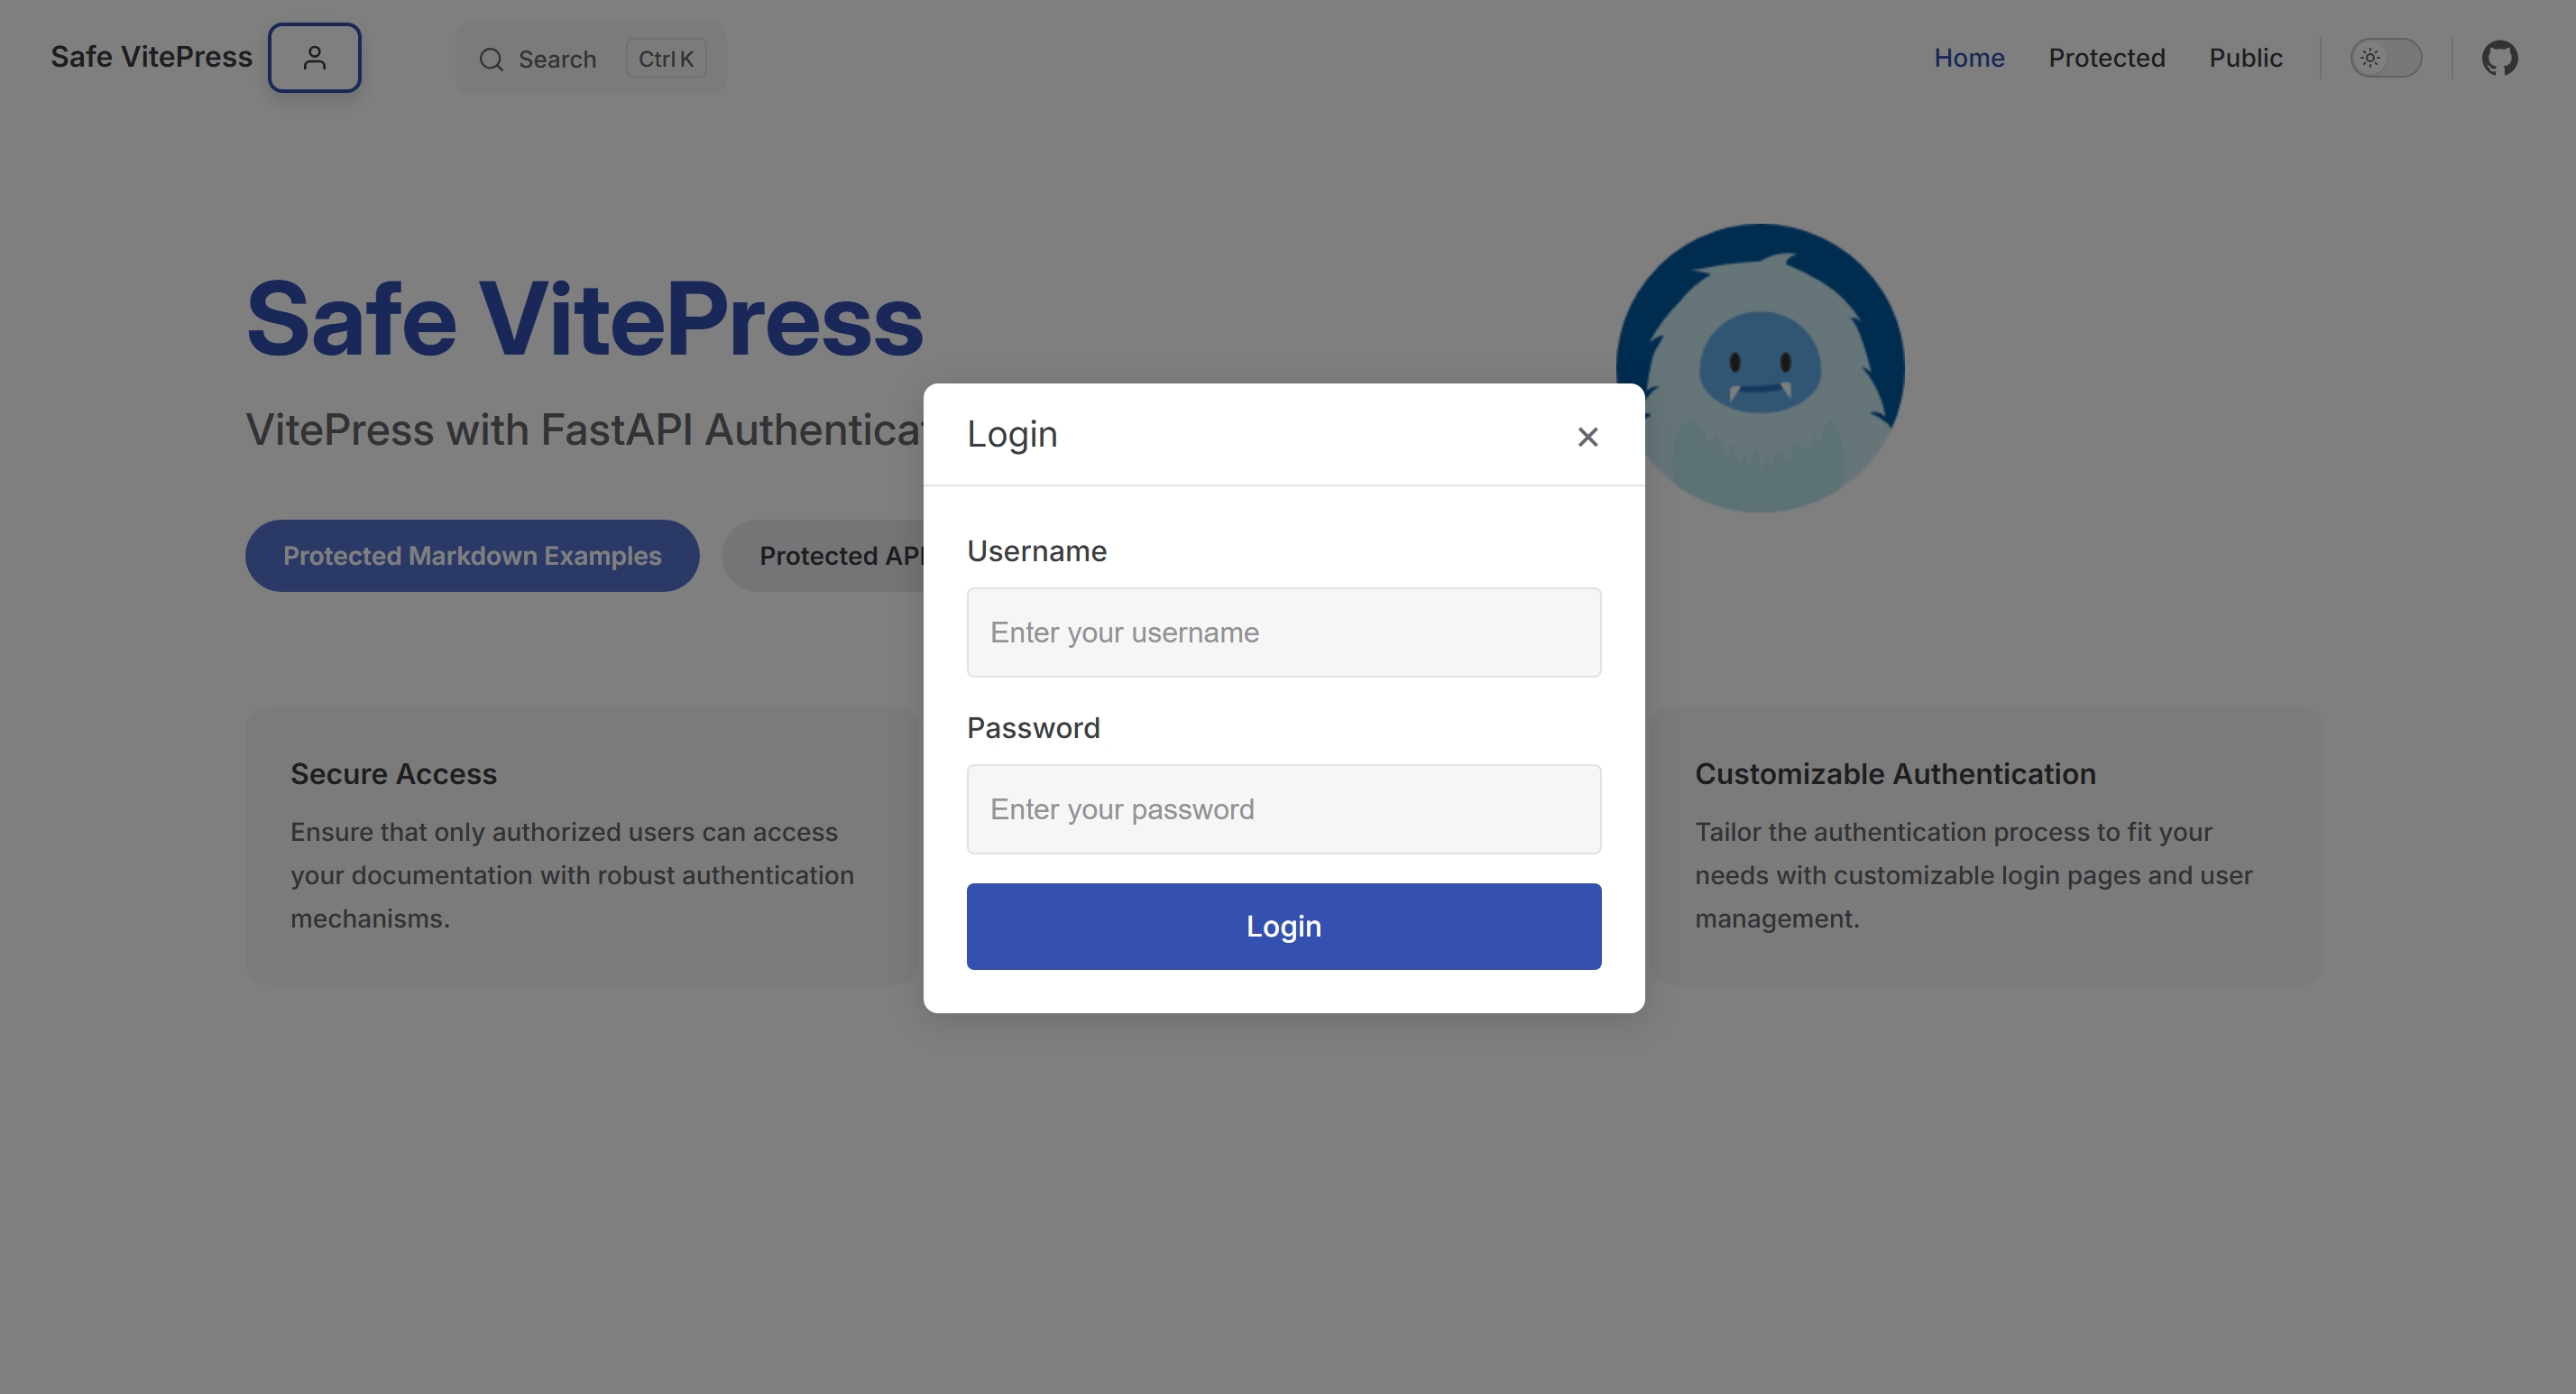 Safe VitePress
Search Ctrl K
Home Protected Public
Safe VitePress
VitePress with FastAPI
Protected Markdown Examples
Protected API
Login
Username
Enter your username
Password
Enter your password
Login
Secure Access
Ensure that only authorized users can access
your documentation with robust authentication
mechanisms.
Customizable Authentication
Tailor the authentication process to fit your
needs with customizable login pages and user
management.